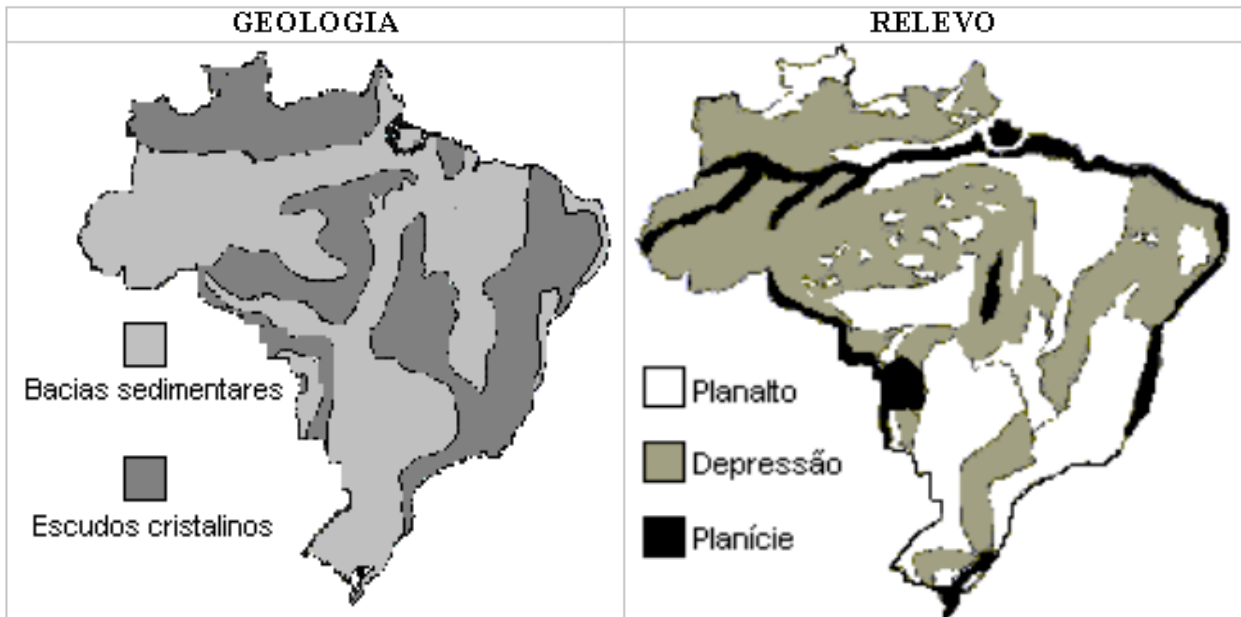 GEOLOGIA
RELEVO
Bacias sedimentares
Escudos cristalinos
Planalto
Depressão
Planície